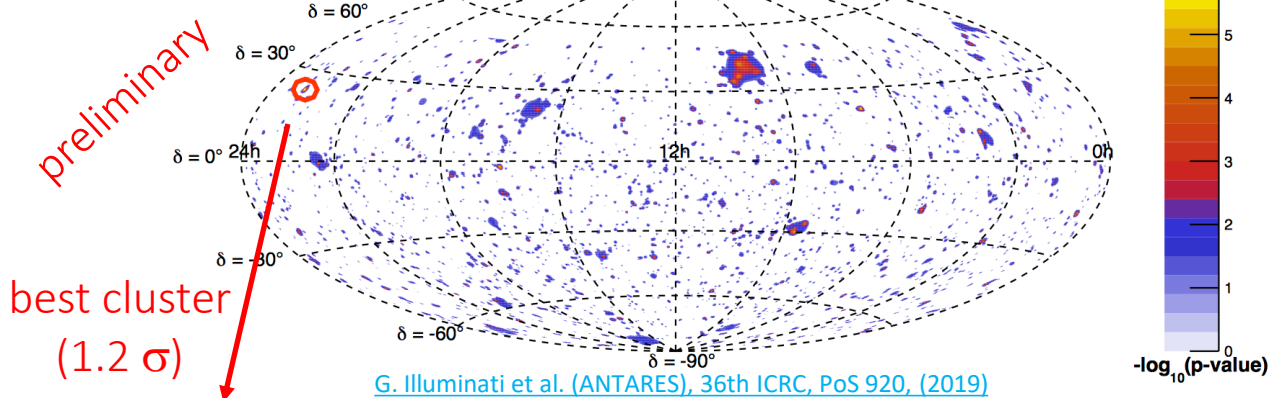 δ = 60°
δ = 30°
preliminary
δ = 0° 24h
12h
0h
δ = -30°
best cluster
(1.2 σ)
δ = -60°
δ = -90°
G. Illuminati et al. (ANTARES), 36th ICRC, PoS 920, (2019)
5
4
3
2
1
0
-log₁₀(p-value)